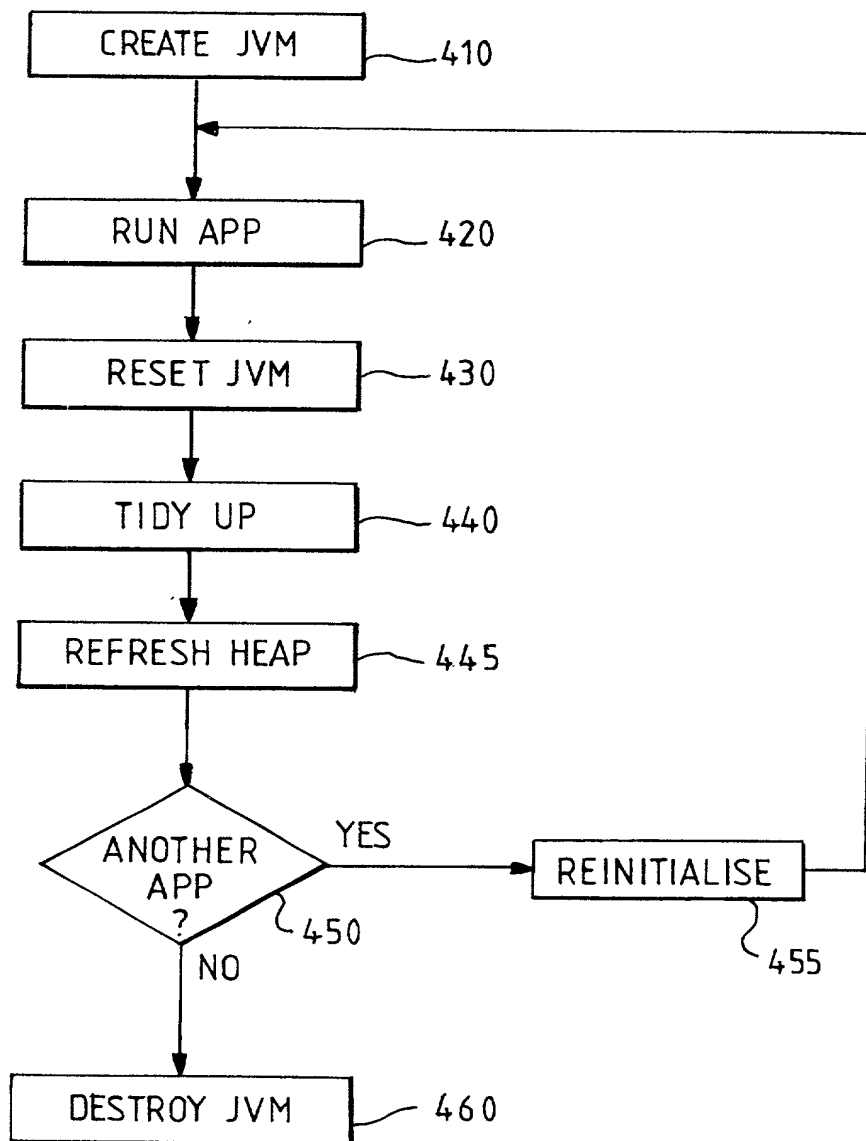 CREATE JVM
410
RUN APP
420
RESET JVM
430
TIDY UP
440
REFRESH HEAP
445
ANOTHER
APP
?
450
YES
REINITIALISE
455
NO
DESTROY JVM
460